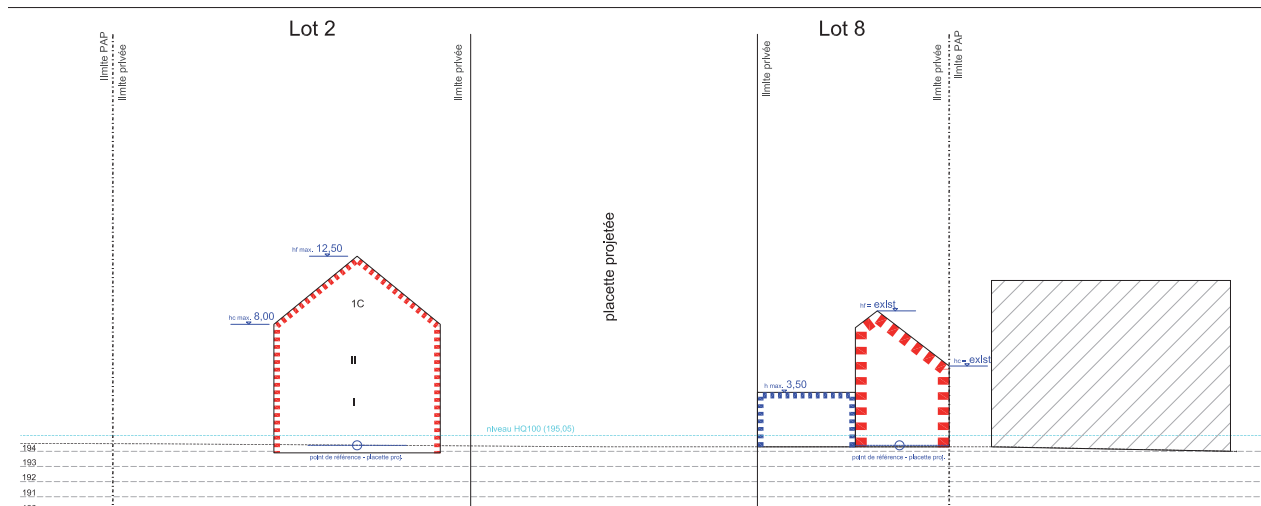 Lot 2
Lot 8
limite PAP
limite privée
limite privée
limite privée
limite privée
limite PAP
placette projetée
hf max. 12,50
hc max. 8,00
1C
II
I
hf = exist
hc = exist
h max. 3,50
niveau HQ100 (195.05)
point de référence - placette proj.
point de référence - placette proj.
194
193
192
191